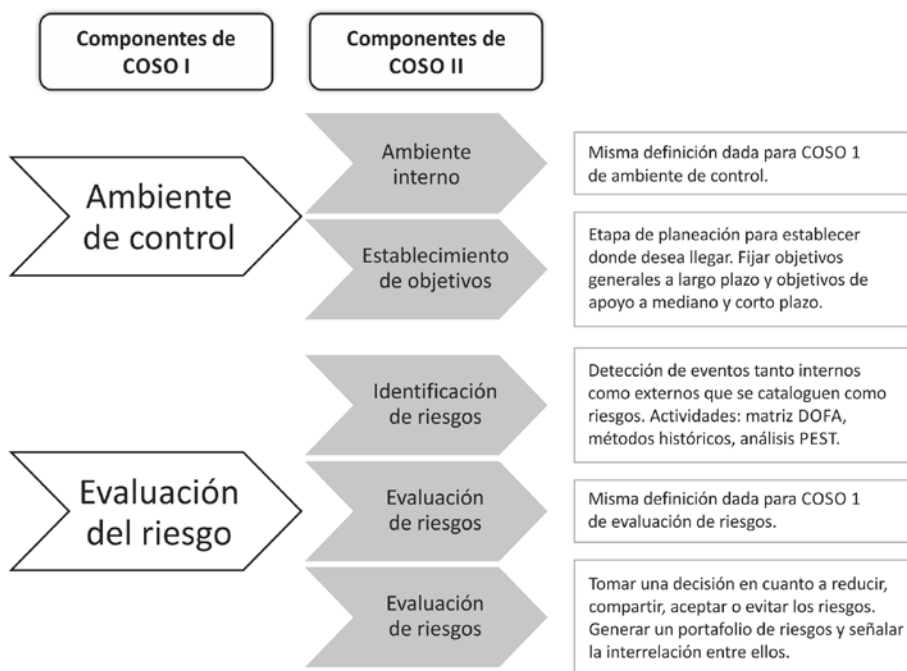 Componentes de
COSO I
Componentes de
COSO II
Ambiente
de control
Ambiente
interno
Misma definición dada para COSO 1
de ambiente de control.
Establecimiento
de objetivos
Etapa de planeación para establecer
donde desea llegar. Fijar objetivos
generales a largo plazo y objetivos de
apoyo a mediano y corto plazo.
Evaluación
del riesgo
Identificación
de riesgos
Detección de eventos tanto internos
como externos que se cataloguen como
riesgos. Actividades: matriz DOFA,
métodos históricos, análisis PEST.
Evaluación
de riesgos
Misma definición dada para COSO 1
de evaluación de riesgos.
Evaluación
de riesgos
Tomar una decisión en cuanto a reducir,
compartir, aceptar o evitar los riesgos.
Generar un portafolio de riesgos y señalar
la interrelación entre ellos.